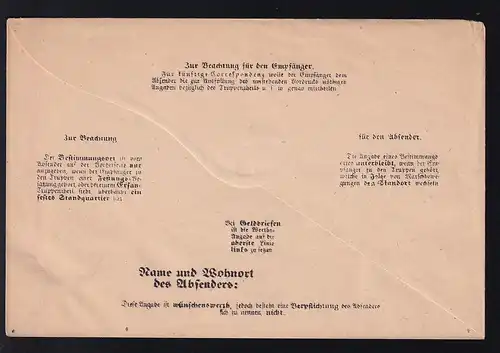 Zur Beachtung für den Empfänger.
Für künftige Correspondenz wolle der Empfänger dem
Absender die zur Ausfüllung des umstehenden Vordrucks nöthigen
Angaben bezüglich des Truppentheils u. s. w. genau mittheilen
Zur Beachtung
für den Absender.
Der Bestimmungsort ist vom
Absender auf der Vorderseite nur
anzugeben, wenn der Empfänger zu
den Truppen einer Festungs-Be-
satzung gehört, oder bei einem Ersatz-
Truppentheil steht, überhaupt ein
festes Standquartier hat.
Die Angabe eines Bestimmungs
ortes unterbleibt, wenn der Em-
pfänger zu den Truppen gehört,
welche in Folge von Marschbewe-
gungen den Standort wechseln
Bei Geldbriefen
ist die Werths-
Angabe auf die
oberste Linie
links zu setzen
Name und Wohnort
des Absenders:
Diese Angabe ist wünschenswerth, jedoch besteht eine Verpflichtung des Absenders
sich zu nennen, nicht.